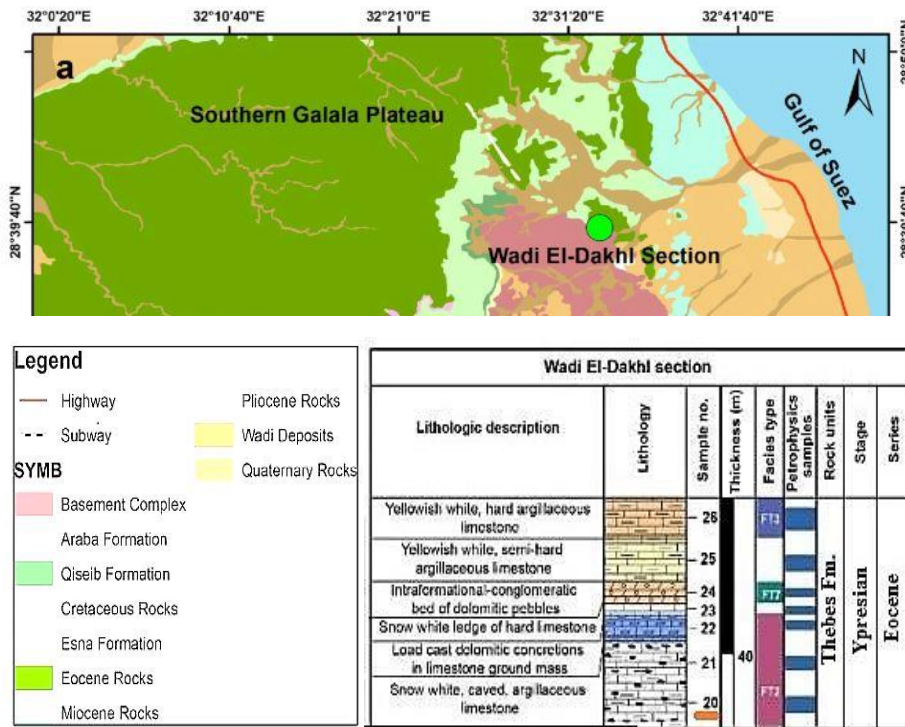 32°0'20"E 32°10'40"E 32°21'0"E 32°31'20"E 32°41'40"E
a
N
Southern Galala Plateau
Gulf of Suez
28°39'40"N
Wadi El-Dakhl Section
Legend
Highway
Subway
SYMB
Basement Complex
Araba Formation
Qiseib Formation
Cretaceous Rocks
Esna Formation
Eocene Rocks
Miocene Rocks
Pliocene Rocks
Wadi Deposits
Quaternary Rocks
Wadi El-Dakhl section
Lithologic description
Lithology
Sample no.
Thickness (m)
Facies type
Petrophysics
samples
Rock units
Stage
Series
Yellowish white, hard argillaceous
limestone
Yellowish white, semi-hard
argillaceous limestone
Intraformational-conglomeratic
bed of dolomitic pebbles
Snow white ledge of hard limestone
Load cast dolomitic concretions
in limestone ground mass
Snow white, caved, argillaceous
limestone
26
25
24
23
22
21
20
40
FT3
FT7
Thebes Fm.
Ypresian
Eocene